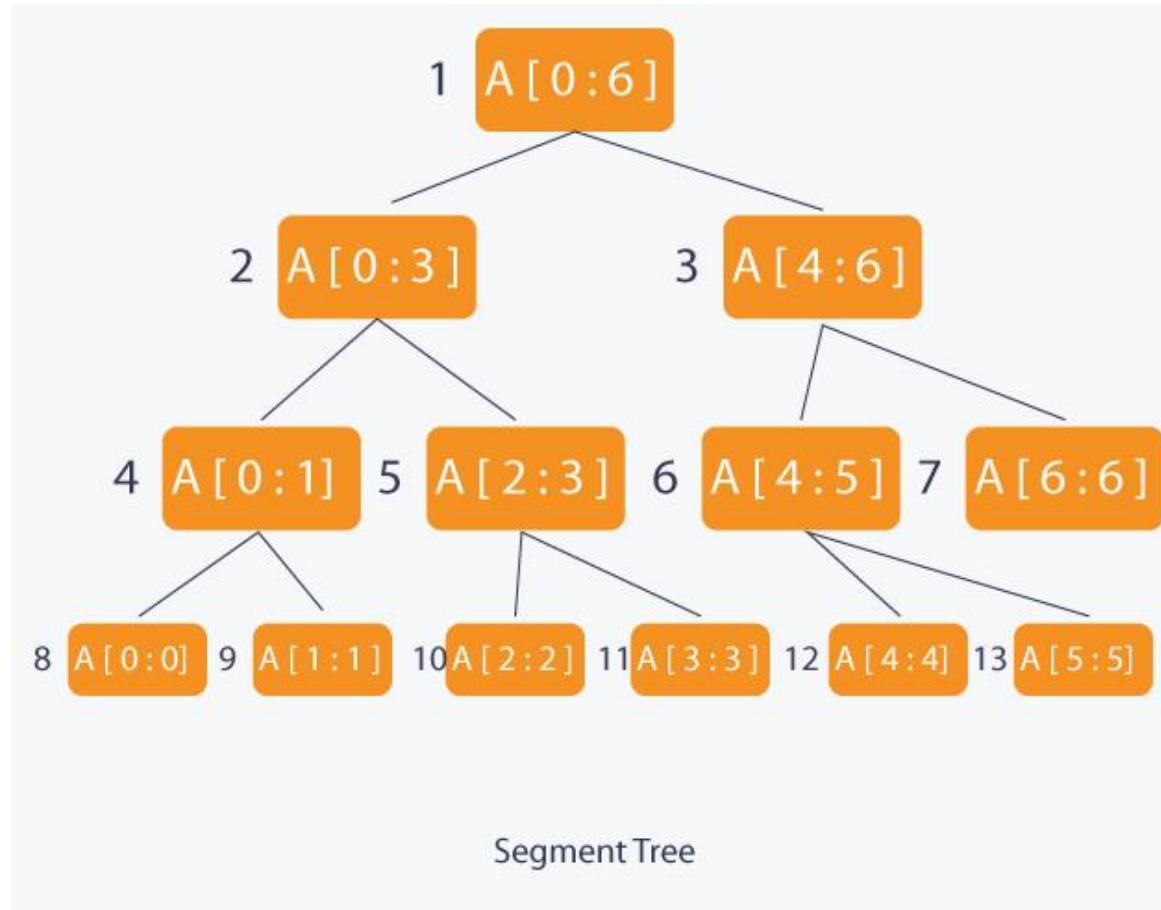 1 A[0:6]
2 A[0:3] 3 A[4:6]
4 A[0:1] 5 A[2:3] 6 A[4:5] 7 A[6:6]
8 A[0:0] 9 A[1:1] 10 A[2:2] 11 A[3:3] 12 A[4:4] 13 A[5:5]
Segment Tree